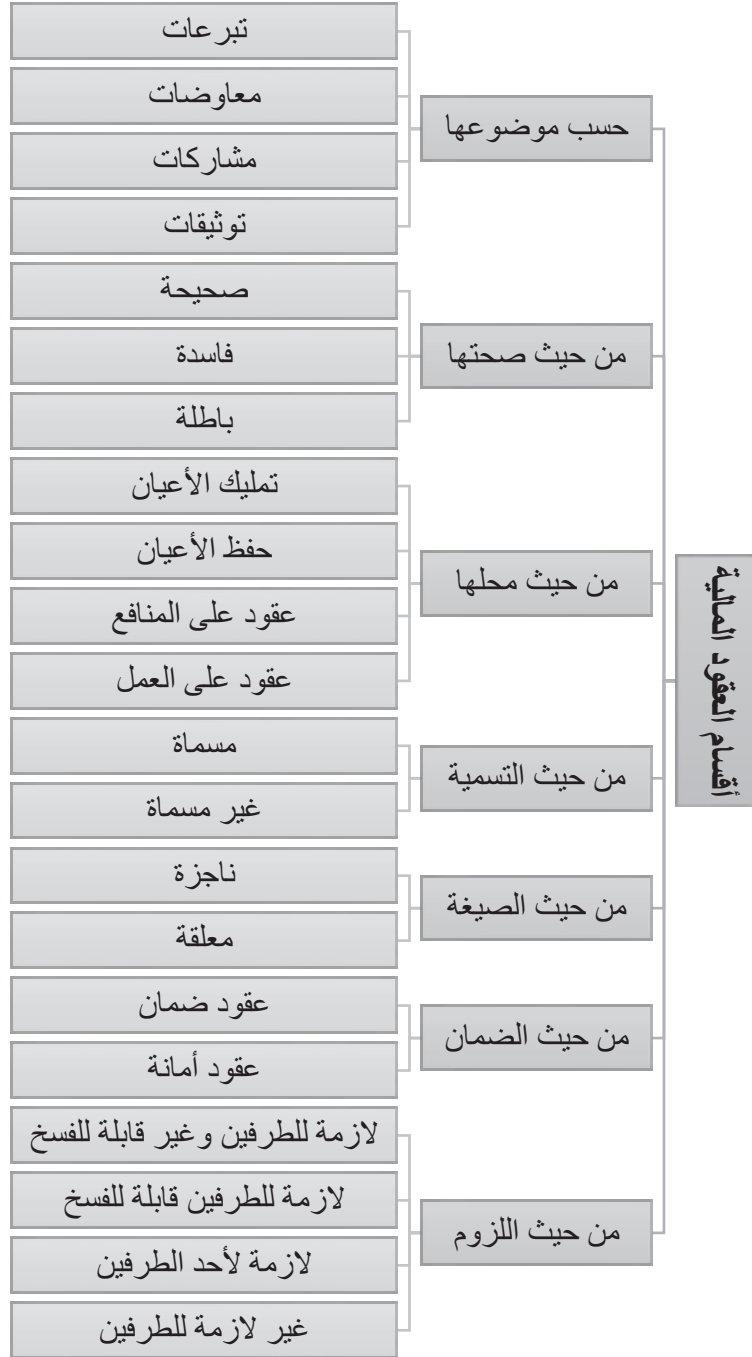 أقسام العقود المالية
حسب موضوعها
تبرعات
معاوضات
مشاركات
توثيقات
من حيث صحتها
صحيحة
فاسدة
باطلة
من حيث محلها
تمليك الأعيان
حفظ الأعيان
عقود على المنافع
عقود على العمل
من حيث التسمية
مسماة
غير مسماة
من حيث الصيغة
ناجزة
معلقة
من حيث الضمان
عقود ضمان
عقود أمانة
من حيث اللزوم
لازمة للطرفين وغير قابلة للفسخ
لازمة للطرفين قابلة للفسخ
لازمة لأحد الطرفين
غير لازمة للطرفين